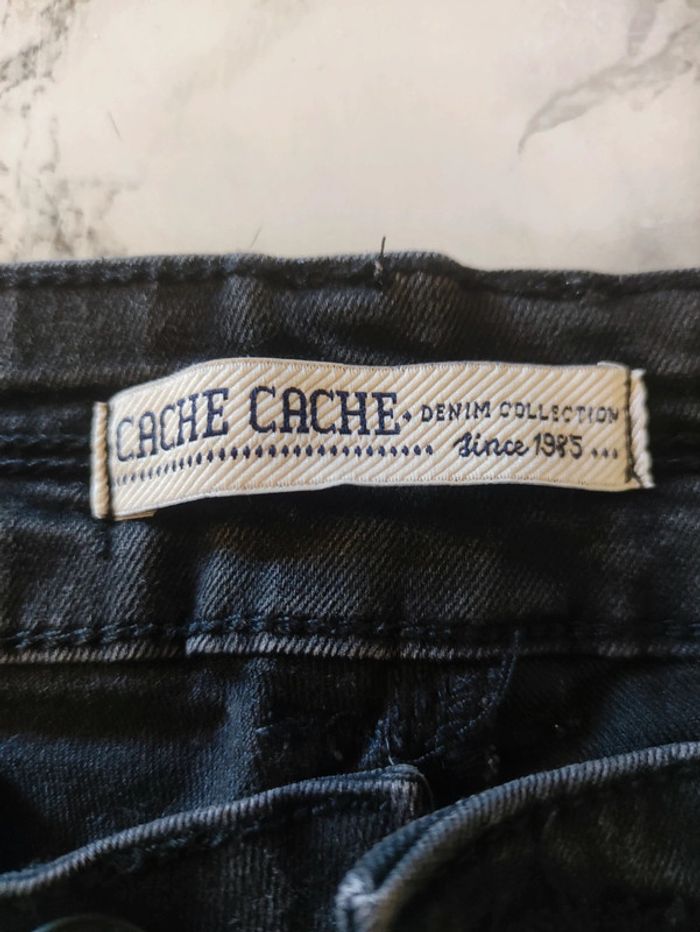 CACHE CACHE DENIM COLLECTION
since 1985 ...